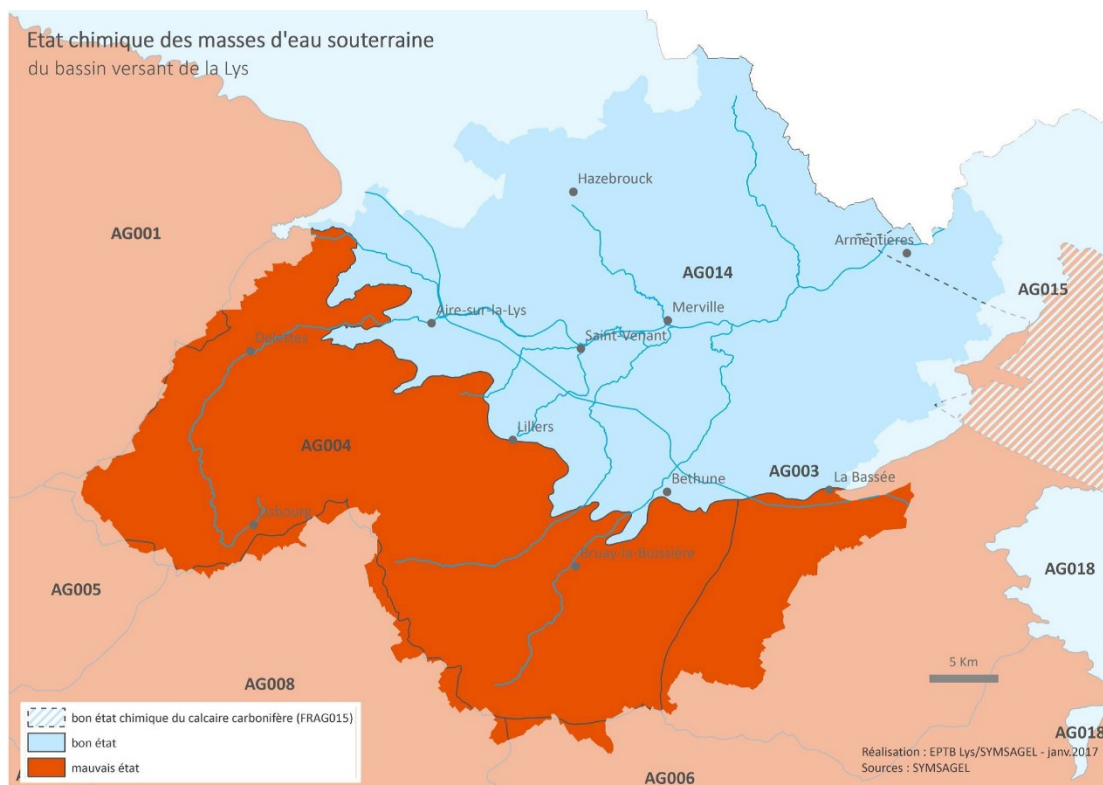 Etat chimique des masses d'eau souterraine
du bassin versant de la Lys
Hazebrouck
AG001
Armentieres
AG014
AG015
Aire-sur-la-Lys
Merville
Delettes
Saint-Venant
Lillers
AG004
AG003
La Bassée
Bethune
Lisbourg
Bruay-la-Buissière
AG018
AG005
5 Km
AG008
bon état chimique du calcaire carbonifère (FRAG015)
bon état
mauvais état
AG018
Réalisation : EPTB Lys/SYMSAGEL - janv.2017
Sources : SYMSAGEL
AG006